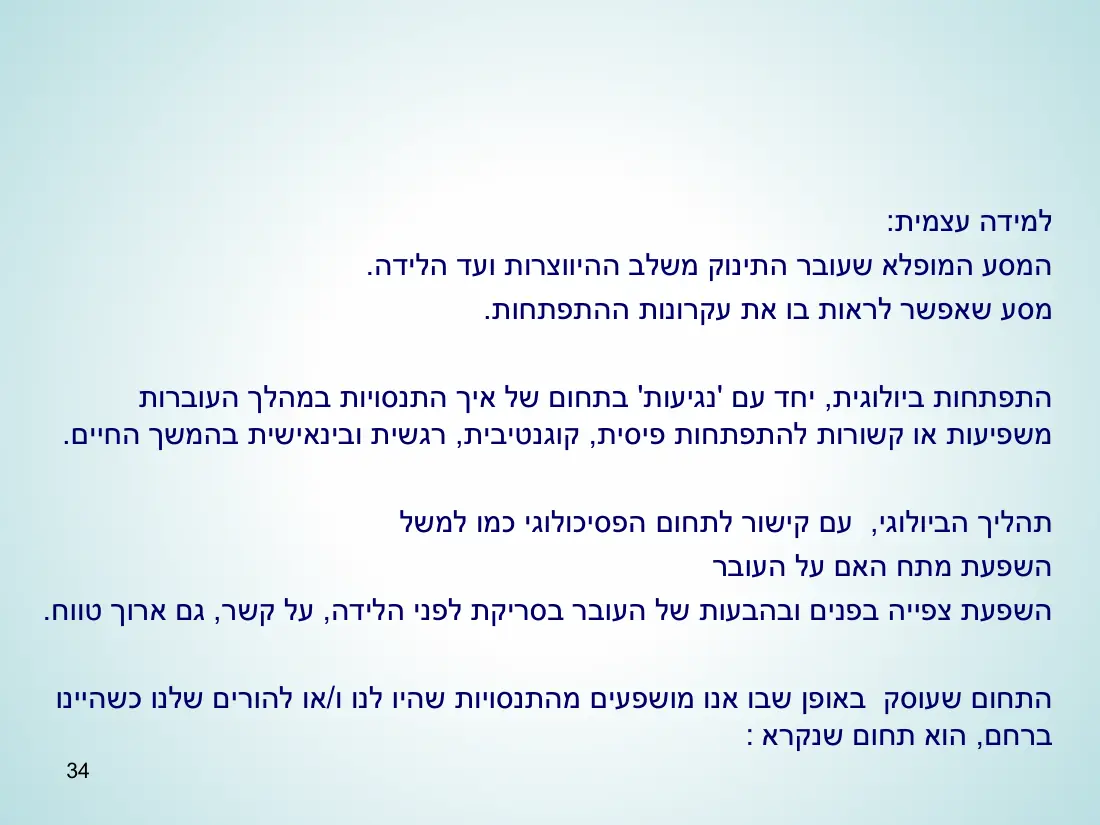 למידה עצמית:
המסע המופלא שעובר התינוק משלב ההיווצרות ועד הלידה.
מסע שאפשר לראות בו את עקרונות ההתפתחות.
התפתחות ביולוגית, יחד עם 'נגיעות' בתחום של איך התנסויות במהלך העוברות
משפיעות או קשורות להתפתחות פיסית, קוגנטיבית, רגשית ובינאישית בהמשך החיים.
תהליך הביולוגי,  עם קישור לתחום הפסיכולוגי כמו למשל
השפעת מתח האם על העובר
השפעת צפייה בפנים ובהבעות של העובר בסריקת לפני הלידה, על קשר, גם ארוך טווח.
התחום שעוסק  באופן שבו אנו מושפעים מהתנסויות שהיו לנו ו/או להורים שלנו כשהיינו
ברחם, הוא תחום שנקרא :
34